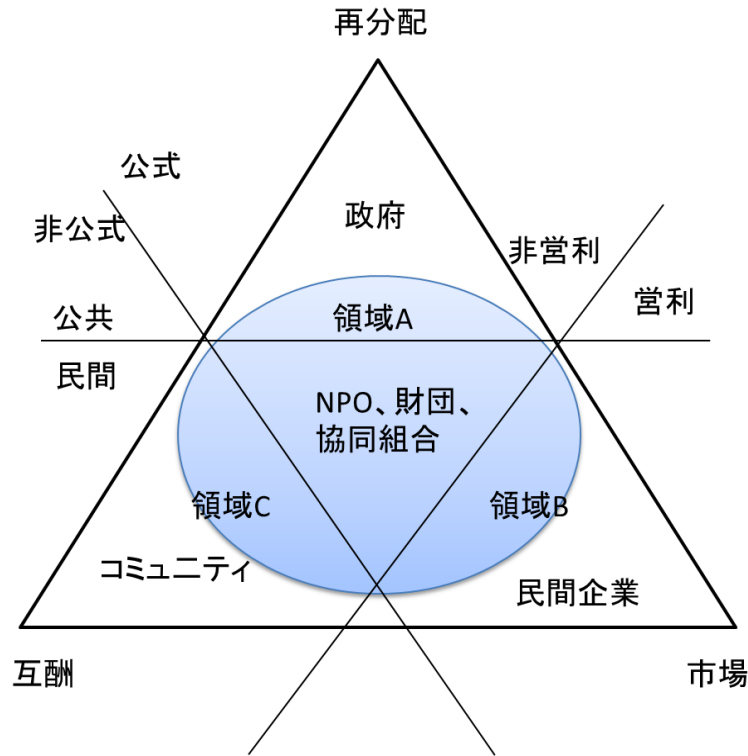 再分配
公式
政府
非公式
非営利
営利
公共
領域A
民間
NPO、財団、
協同組合
領域C
領域B
コミュニティ
民間企業
互酬
市場